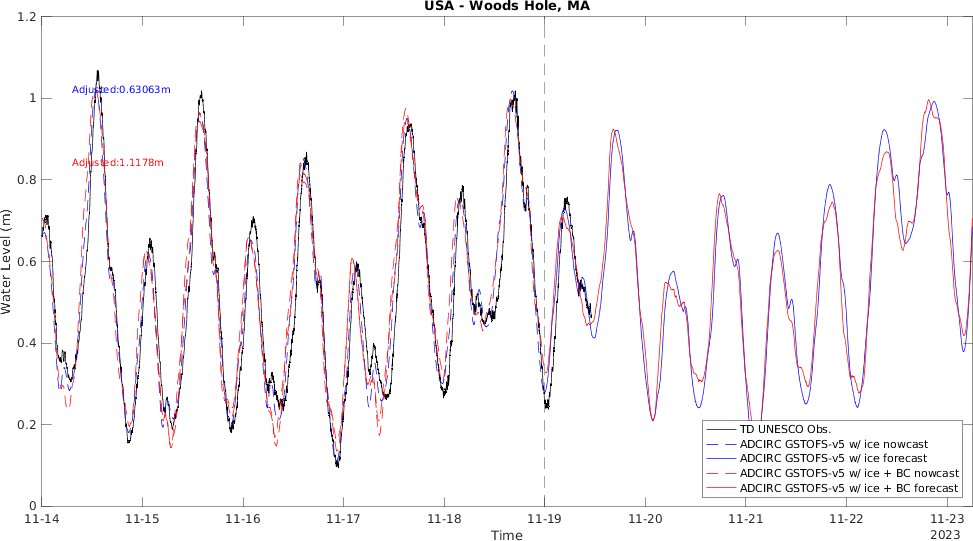 USA - Woods Hole, MA
1.2
1
0.8
0.6
0.4
0.2
0
Water Level (m)
Adjusted:0.63063m
Adjusted:1.1178m
TD UNESCO Obs.
ADCIRC GSTOFS-v5 w/ ice nowcast
ADCIRC GSTOFS-v5 w/ ice forecast
ADCIRC GSTOFS-v5 w/ ice + BC nowcast
ADCIRC GSTOFS-v5 w/ ice + BC forecast
11-14 11-15 11-16 11-17 11-18 11-19 11-20 11-21 11-22 11-23
2023
Time